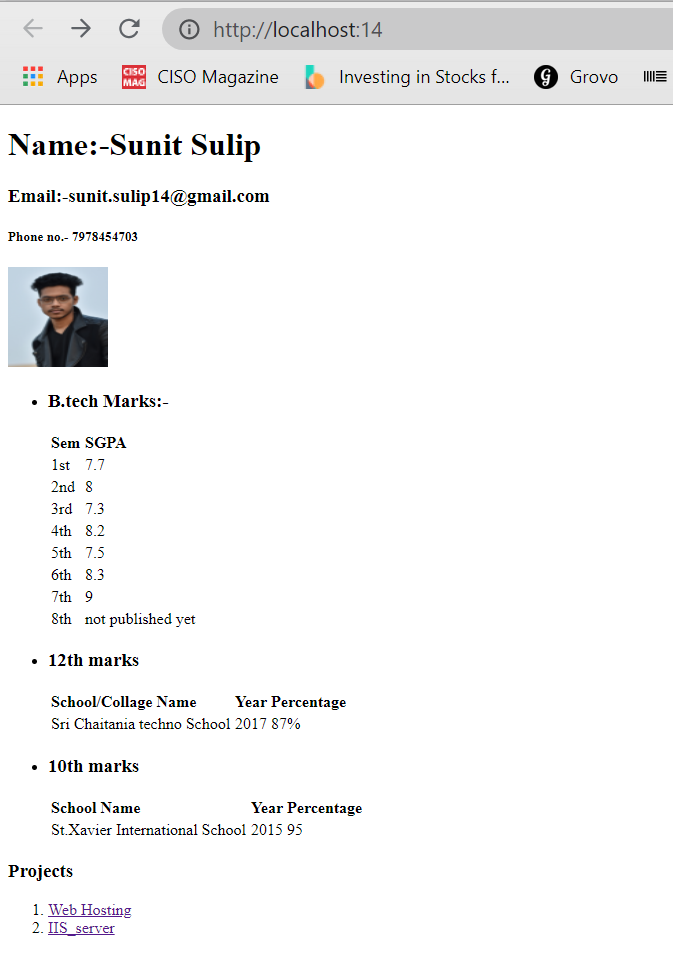 http://localhost:14
Apps CISO MAG CISO Magazine Investing in Stocks f... Grovo
Name:-Sunit Sulip
Email:-sunit.sulip14@gmail.com
Phone no.- 7978454703
B.tech Marks:-
Sem SGPA
1st 7.7
2nd 8
3rd 7.3
4th 8.2
5th 7.5
6th 8.3
7th 9
8th not published yet
12th marks
School/Collage Name Year Percentage
Sri Chaitania techno School 2017 87%
10th marks
School Name Year Percentage
St.Xavier International School 2015 95
Projects
1. Web Hosting
2. IIS_server